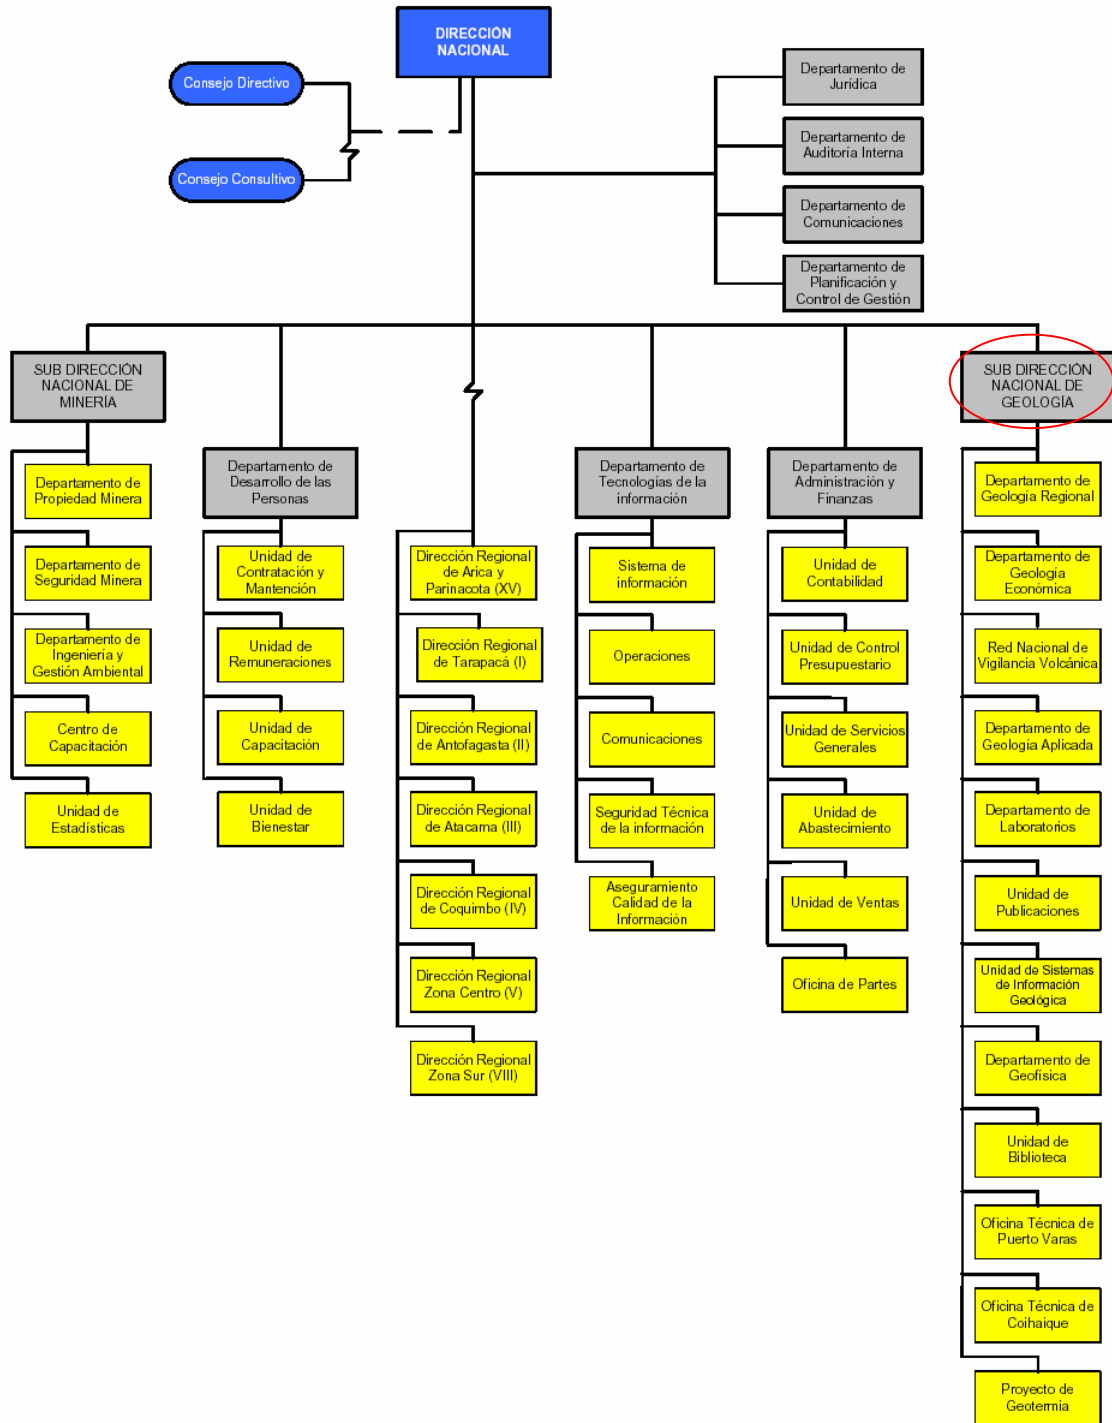 DIRECCIÓN
NACIONAL
Consejo Directivo
Consejo Consultivo
Departamento de
Jurídica
Departamento de
Auditoría Interna
Departamento de
Comunicaciones
Departamento de
Planificación y
Control de Gestión
SUB DIRECCIÓN
NACIONAL DE
MINERÍA
Departamento de
Propiedad Minera
Departamento de
Seguridad Minera
Departamento de
Ingeniería y
Gestión Ambiental
Centro de
Capacitación
Unidad de
Estadísticas
Departamento de
Desarrollo de las
Personas
Unidad de
Contratación y
Mantención
Unidad de
Remuneraciones
Unidad de
Capacitación
Unidad de
Bienestar
Dirección Regional
de Arica y
Parinacota (XV)
Dirección Regional
de Tarapacá (I)
Dirección Regional
de Antofagasta (II)
Dirección Regional
de Atacama (III)
Dirección Regional
de Coquimbo (IV)
Dirección Regional
Zona Centro (V)
Dirección Regional
Zona Sur (VIII)
Departamento de
Tecnologías de la
información
Sistema de
información
Operaciones
Comunicaciones
Seguridad Técnica
de la información
Aseguramiento
Calidad de la
Información
Departamento de
Administración y
Finanzas
Unidad de
Contabilidad
Unidad de Control
Presupuestario
Unidad de Servicios
Generales
Unidad de
Abastecimiento
Unidad de Ventas
Oficina de Partes
SUB DIRECCIÓN
NACIONAL DE
GEOLOGÍA
Departamento de
Geología Regional
Departamento de
Geología
Económica
Red Nacional de
Vigilancia Volcánica
Departamento de
Geología Aplicada
Departamento de
Laboratorios
Unidad de
Publicaciones
Unidad de Sistemas
de Información
Geológica
Departamento de
Geofísica
Unidad de
Biblioteca
Oficina Técnica de
Puerto Varas
Oficina Técnica de
Coihaique
Proyecto de
Geotermia